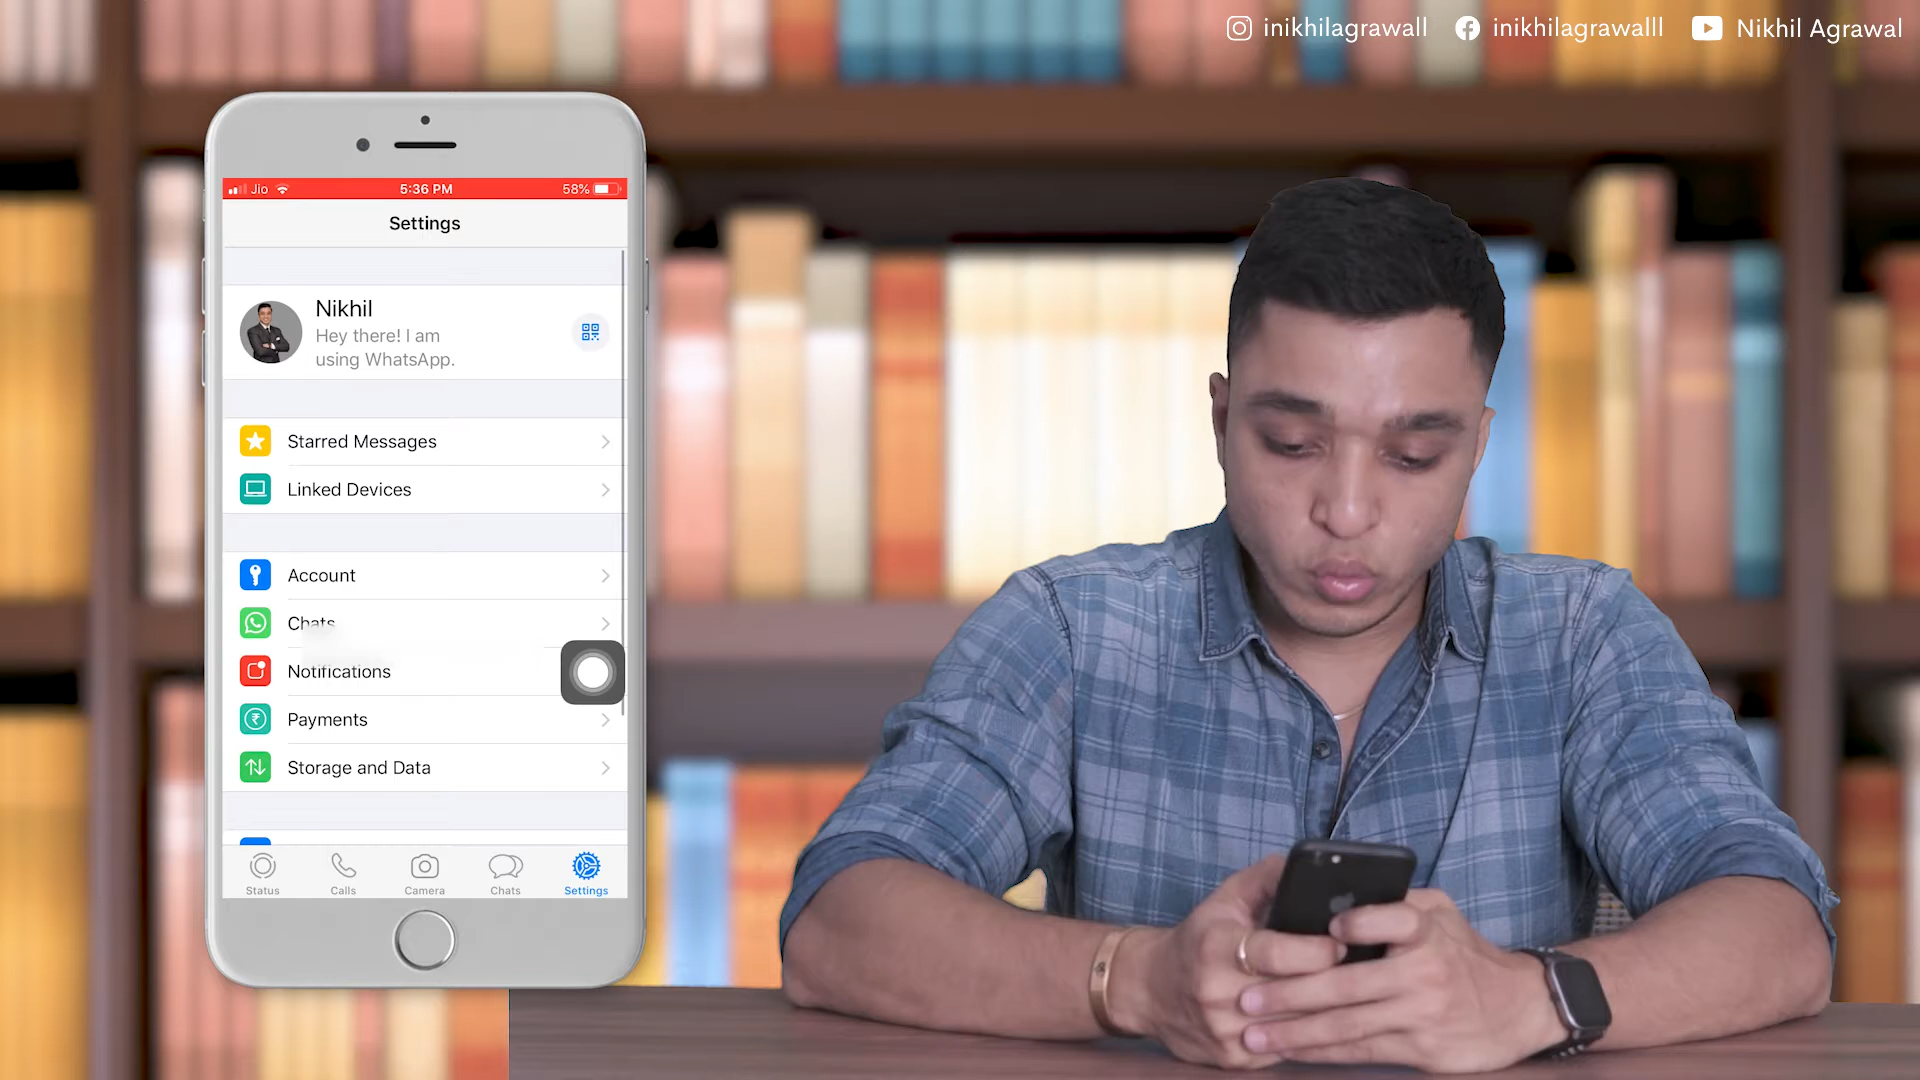 inikhilagrawall inikhilagrawalll Nikhil Agrawal
Jio 5:36 PM 58%
Settings
Nikhil
Hey there! I am
using WhatsApp.
Starred Messages
Linked Devices
Account
Chats
Notifications
Payments
Storage and Data
Status Calls Camera Chats Settings